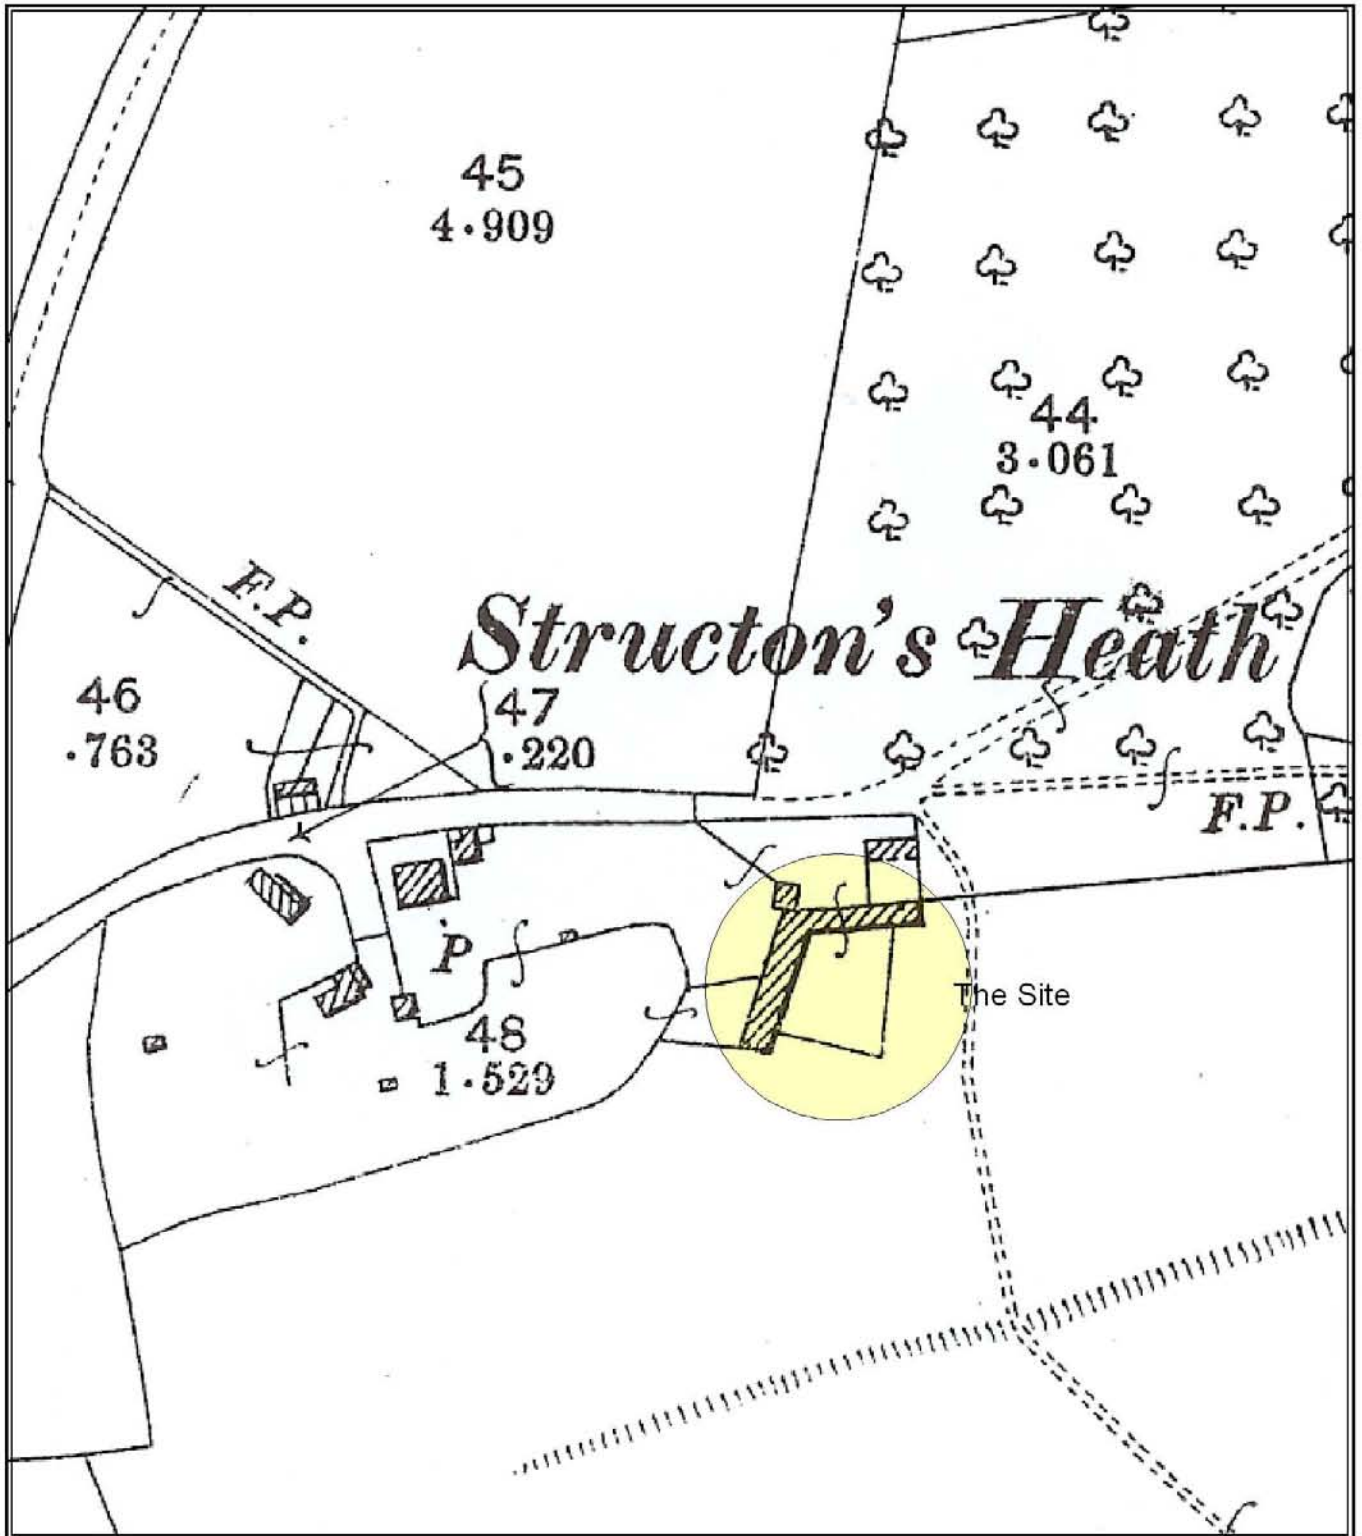 45
4·909
44
3·061
F.P.
Structon's Heath
46
·763
47
·220
F.P.
P
The Site
48
1·529